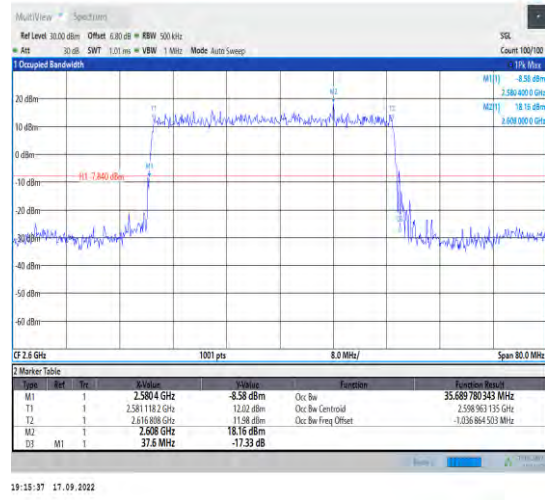 MultiView Spectrum
Ref Level 30.00 dBm Offset 6.80 dB RBW 500 kHz SGL
Att 30 dB SWT 1.01 ms VBW 1 MHz Mode Auto Sweep Count 100/100
1 Occupied Bandwidth 1Pk Max
M1[1] -8.58 dBm
2.580 400 0 GHz
M2[1] 18.16 dBm
2.608 000 0 GHz
M2
T1
T2
20 dBm
10 dBm
0 dBm
M1
H1 -7.840 dBm
-10 dBm
-20 dBm
-30 dBm
-40 dBm
-50 dBm
-60 dBm
CF 2.6 GHz 1001 pts 8.0 MHz/ Span 80.0 MHz
2 Marker Table
Type Ref Trc X-Value Y-Value Function Function Result
M1 1 2.5804 GHz -8.58 dBm Occ Bw 35.689 780 343 MHz
T1 1 2.581 118 2 GHz 12.02 dBm Occ Bw Centroid 2.598 963 135 GHz
T2 1 2.616 808 GHz 11.98 dBm Occ Bw Freq Offset -1.036 864 503 MHz
M2 1 2.608 GHz 18.16 dBm
D3 M1 1 37.6 MHz -17.33 dB
19:15:37 17.09.2022